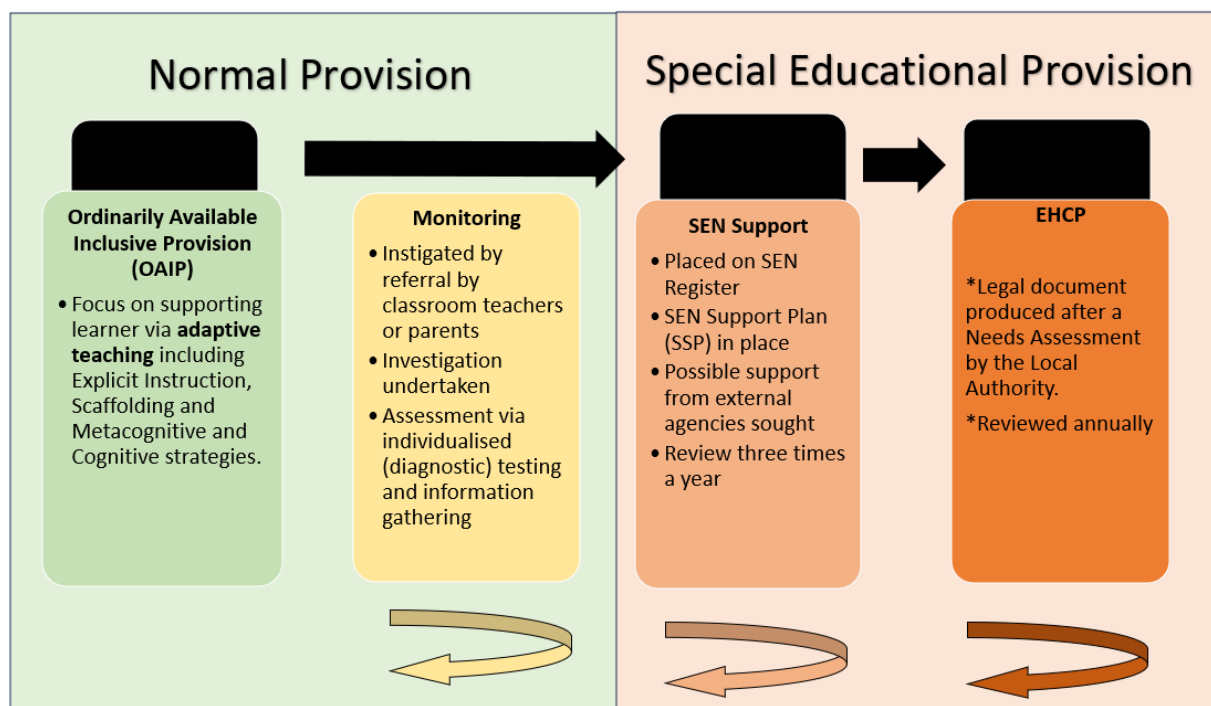 Normal Provision
Special Educational Provision
Ordinarily Available
Inclusive Provision
(OAIP)
• Focus on supporting
learner via adaptive
teaching including
Explicit Instruction,
Scaffolding and
Metacognitive and
Cognitive strategies.
Monitoring
• Instigated by
referral by
classroom teachers
or parents
• Investigation
undertaken
• Assessment via
individualised
(diagnostic) testing
and information
gathering
SEN Support
• Placed on SEN
Register
• SEN Support Plan
(SSP) in place
• Possible support
from external
agencies sought
• Review three times
a year
EHCP
*Legal document
produced after a
Needs Assessment
by the Local
Authority.
*Reviewed annually